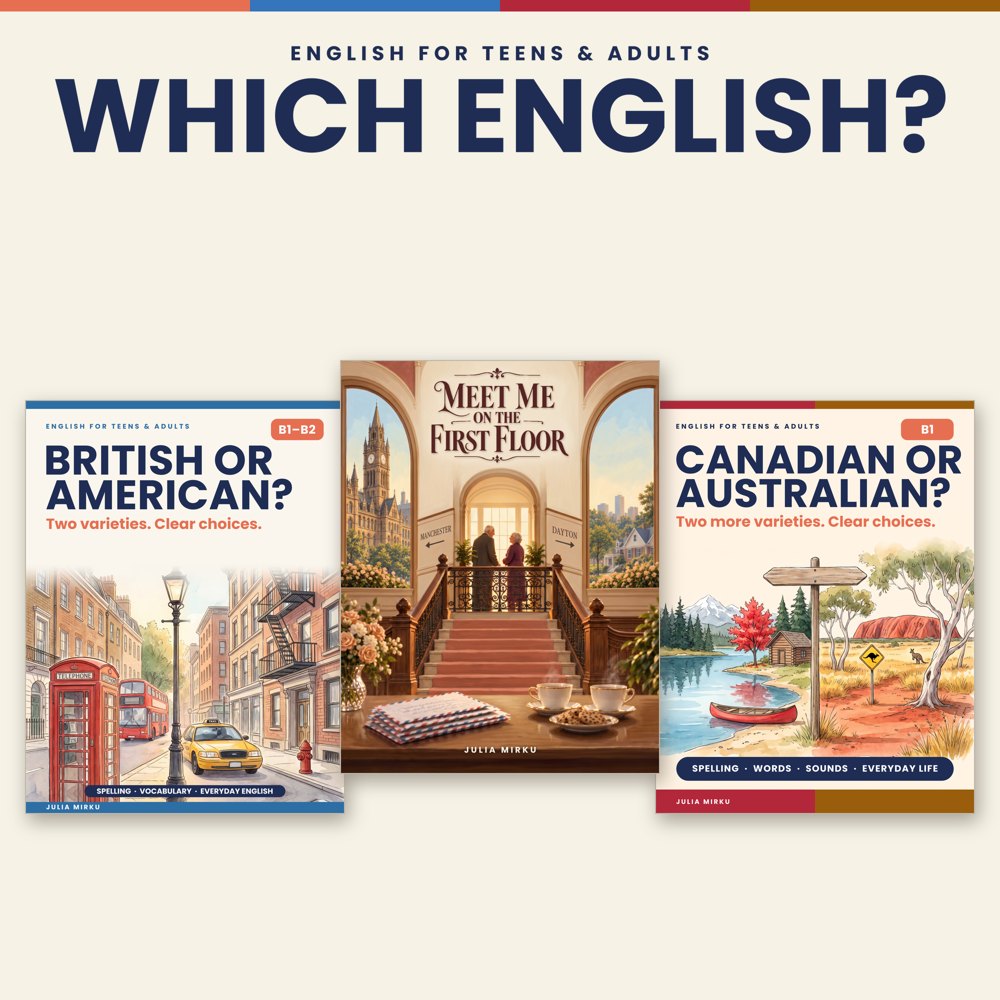 ENGLISH FOR TEENS & ADULTS
WHICH ENGLISH?
ENGLISH FOR TEENS & ADULTS
B1–B2
BRITISH OR
AMERICAN?
Two varieties. Clear choices.
TELEPHONE
TAXI
SPELLING · VOCABULARY · EVERYDAY ENGLISH
JULIA MIRKU
MEET ME
ON THE
FIRST FLOOR
MANCHESTER
DAYTON
JULIA MIRKU
ENGLISH FOR TEENS & ADULTS
B1
CANADIAN OR
AUSTRALIAN?
Two more varieties. Clear choices.
SPELLING · WORDS · SOUNDS · EVERYDAY LIFE
JULIA MIRKU